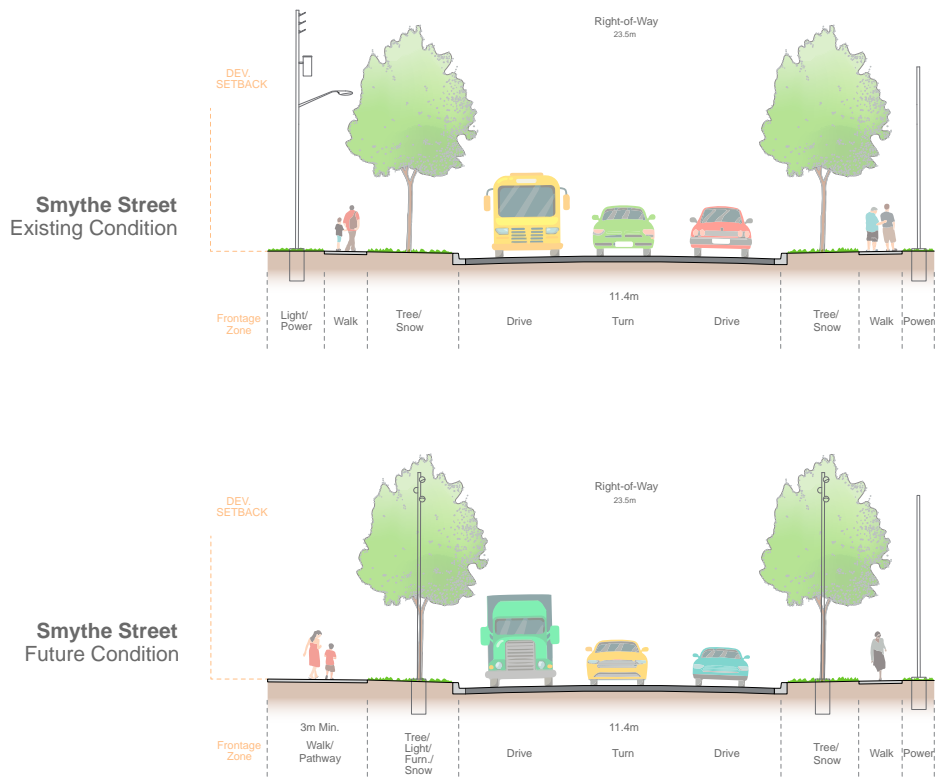 Right-of-Way
23.5m
DEV.
SETBACK
Smythe Street
Existing Condition
Frontage
Zone
Light/
Power
Walk
Tree/
Snow
11.4m
Drive
Turn
Drive
Tree/
Snow
Walk
Power
Right-of-Way
23.5m
DEV.
SETBACK
Smythe Street
Future Condition
Frontage
Zone
3m Min.
Walk/
Pathway
Tree/
Light/
Furn./
Snow
11.4m
Drive
Turn
Drive
Tree/
Snow
Walk
Power